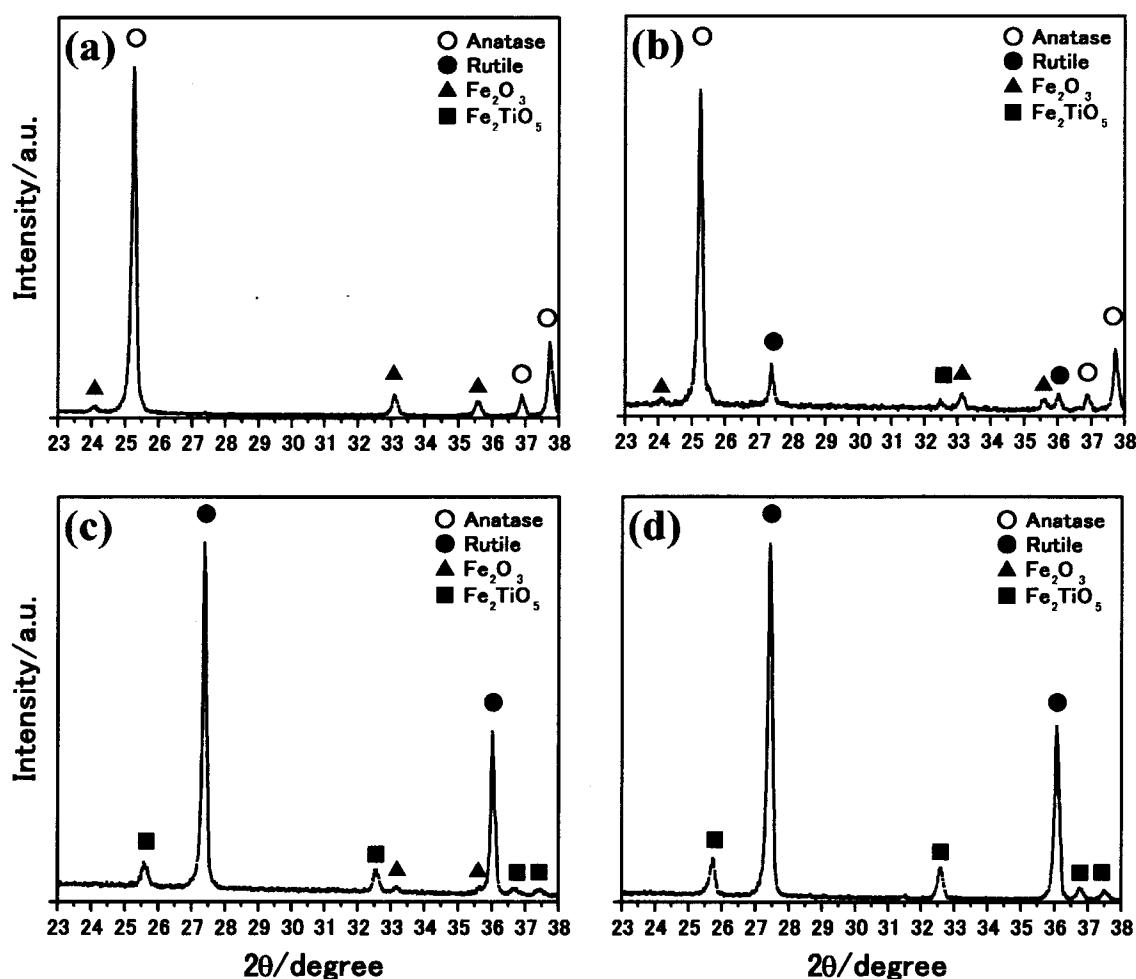 (a)
Anatase
Rutile
Fe₂O₃
Fe₂TiO₅
Intensity/a.u.
23 24 25 26 27 28 29 30 31 32 33 34 35 36 37 38
(b)
Anatase
Rutile
Fe₂O₃
Fe₂TiO₅
23 24 25 26 27 28 29 30 31 32 33 34 35 36 37 38
(c)
Anatase
Rutile
Fe₂O₃
Fe₂TiO₅
Intensity/a.u.
23 24 25 26 27 28 29 30 31 32 33 34 35 36 37 38
2θ/degree
(d)
Anatase
Rutile
Fe₂O₃
Fe₂TiO₅
23 24 25 26 27 28 29 30 31 32 33 34 35 36 37 38
2θ/degree